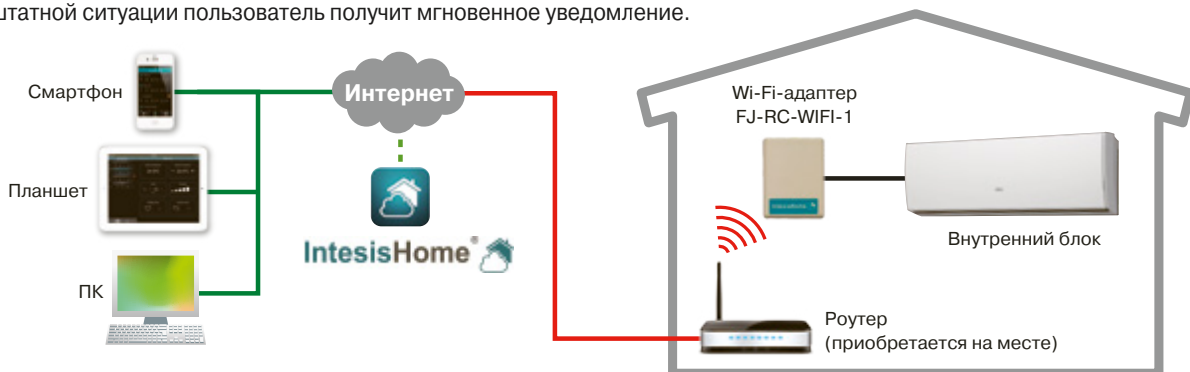 штатной ситуации пользователь получит мгновенное уведомление.
Смартфон
Интернет
Wi-Fi-адаптер
FJ-RC-WIFI-1
Планшет
IntesisHome®
Внутренний блок
ПК
Роутер
(приобретается на месте)